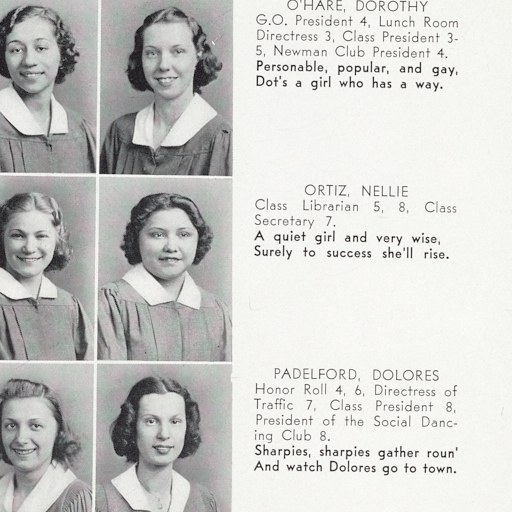 O'HARE, DOROTHY
G.O. President 4, Lunch Room
Directress 3, Class President 3-
5, Newman Club President 4.
Personable, popular, and gay,
Dot's a girl who has a way.
ORTIZ, NELLIE
Class Librarian 5, 8, Class
Secretary 7.
A quiet girl and very wise,
Surely to success she'll rise.
PADELFORD, DOLORES
Honor Roll 4, 6, Directress of
Traffic 7, Class President 8,
President of the Social Danc-
ing Club 8.
Sharpies, sharpies gather roun'
And watch Dolores go to town.